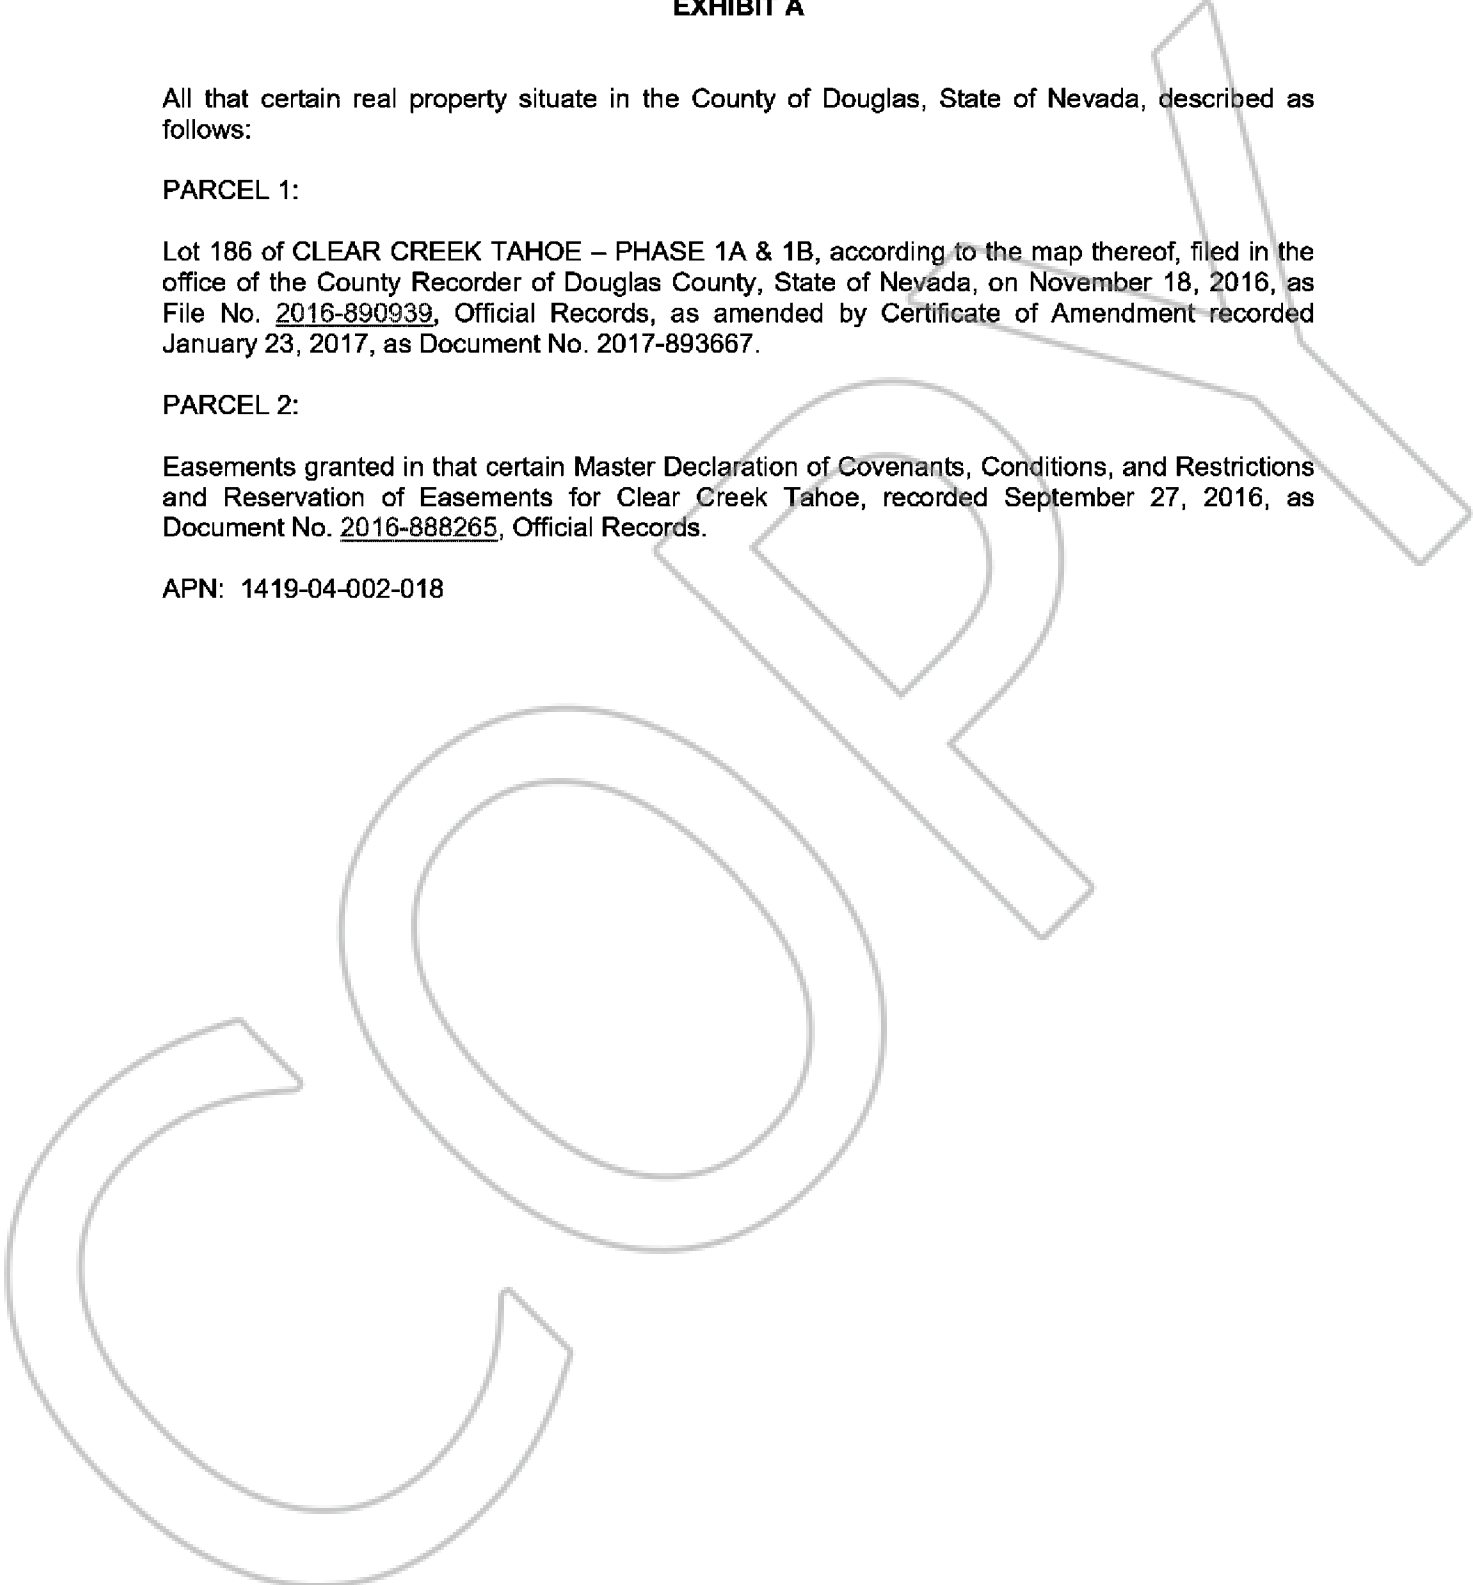 EXHIBIT A
All that certain real property situate in the County of Douglas, State of Nevada, described as
follows:
PARCEL 1:
Lot 186 of CLEAR CREEK TAHOE – PHASE 1A & 1B, according to the map thereof, filed in the
office of the County Recorder of Douglas County, State of Nevada, on November 18, 2016, as
File No. 2016-890939, Official Records, as amended by Certificate of Amendment recorded
January 23, 2017, as Document No. 2017-893667.
PARCEL 2:
Easements granted in that certain Master Declaration of Covenants, Conditions, and Restrictions
and Reservation of Easements for Clear Creek Tahoe, recorded September 27, 2016, as
Document No. 2016-888265, Official Records.
APN: 1419-04-002-018
COPY